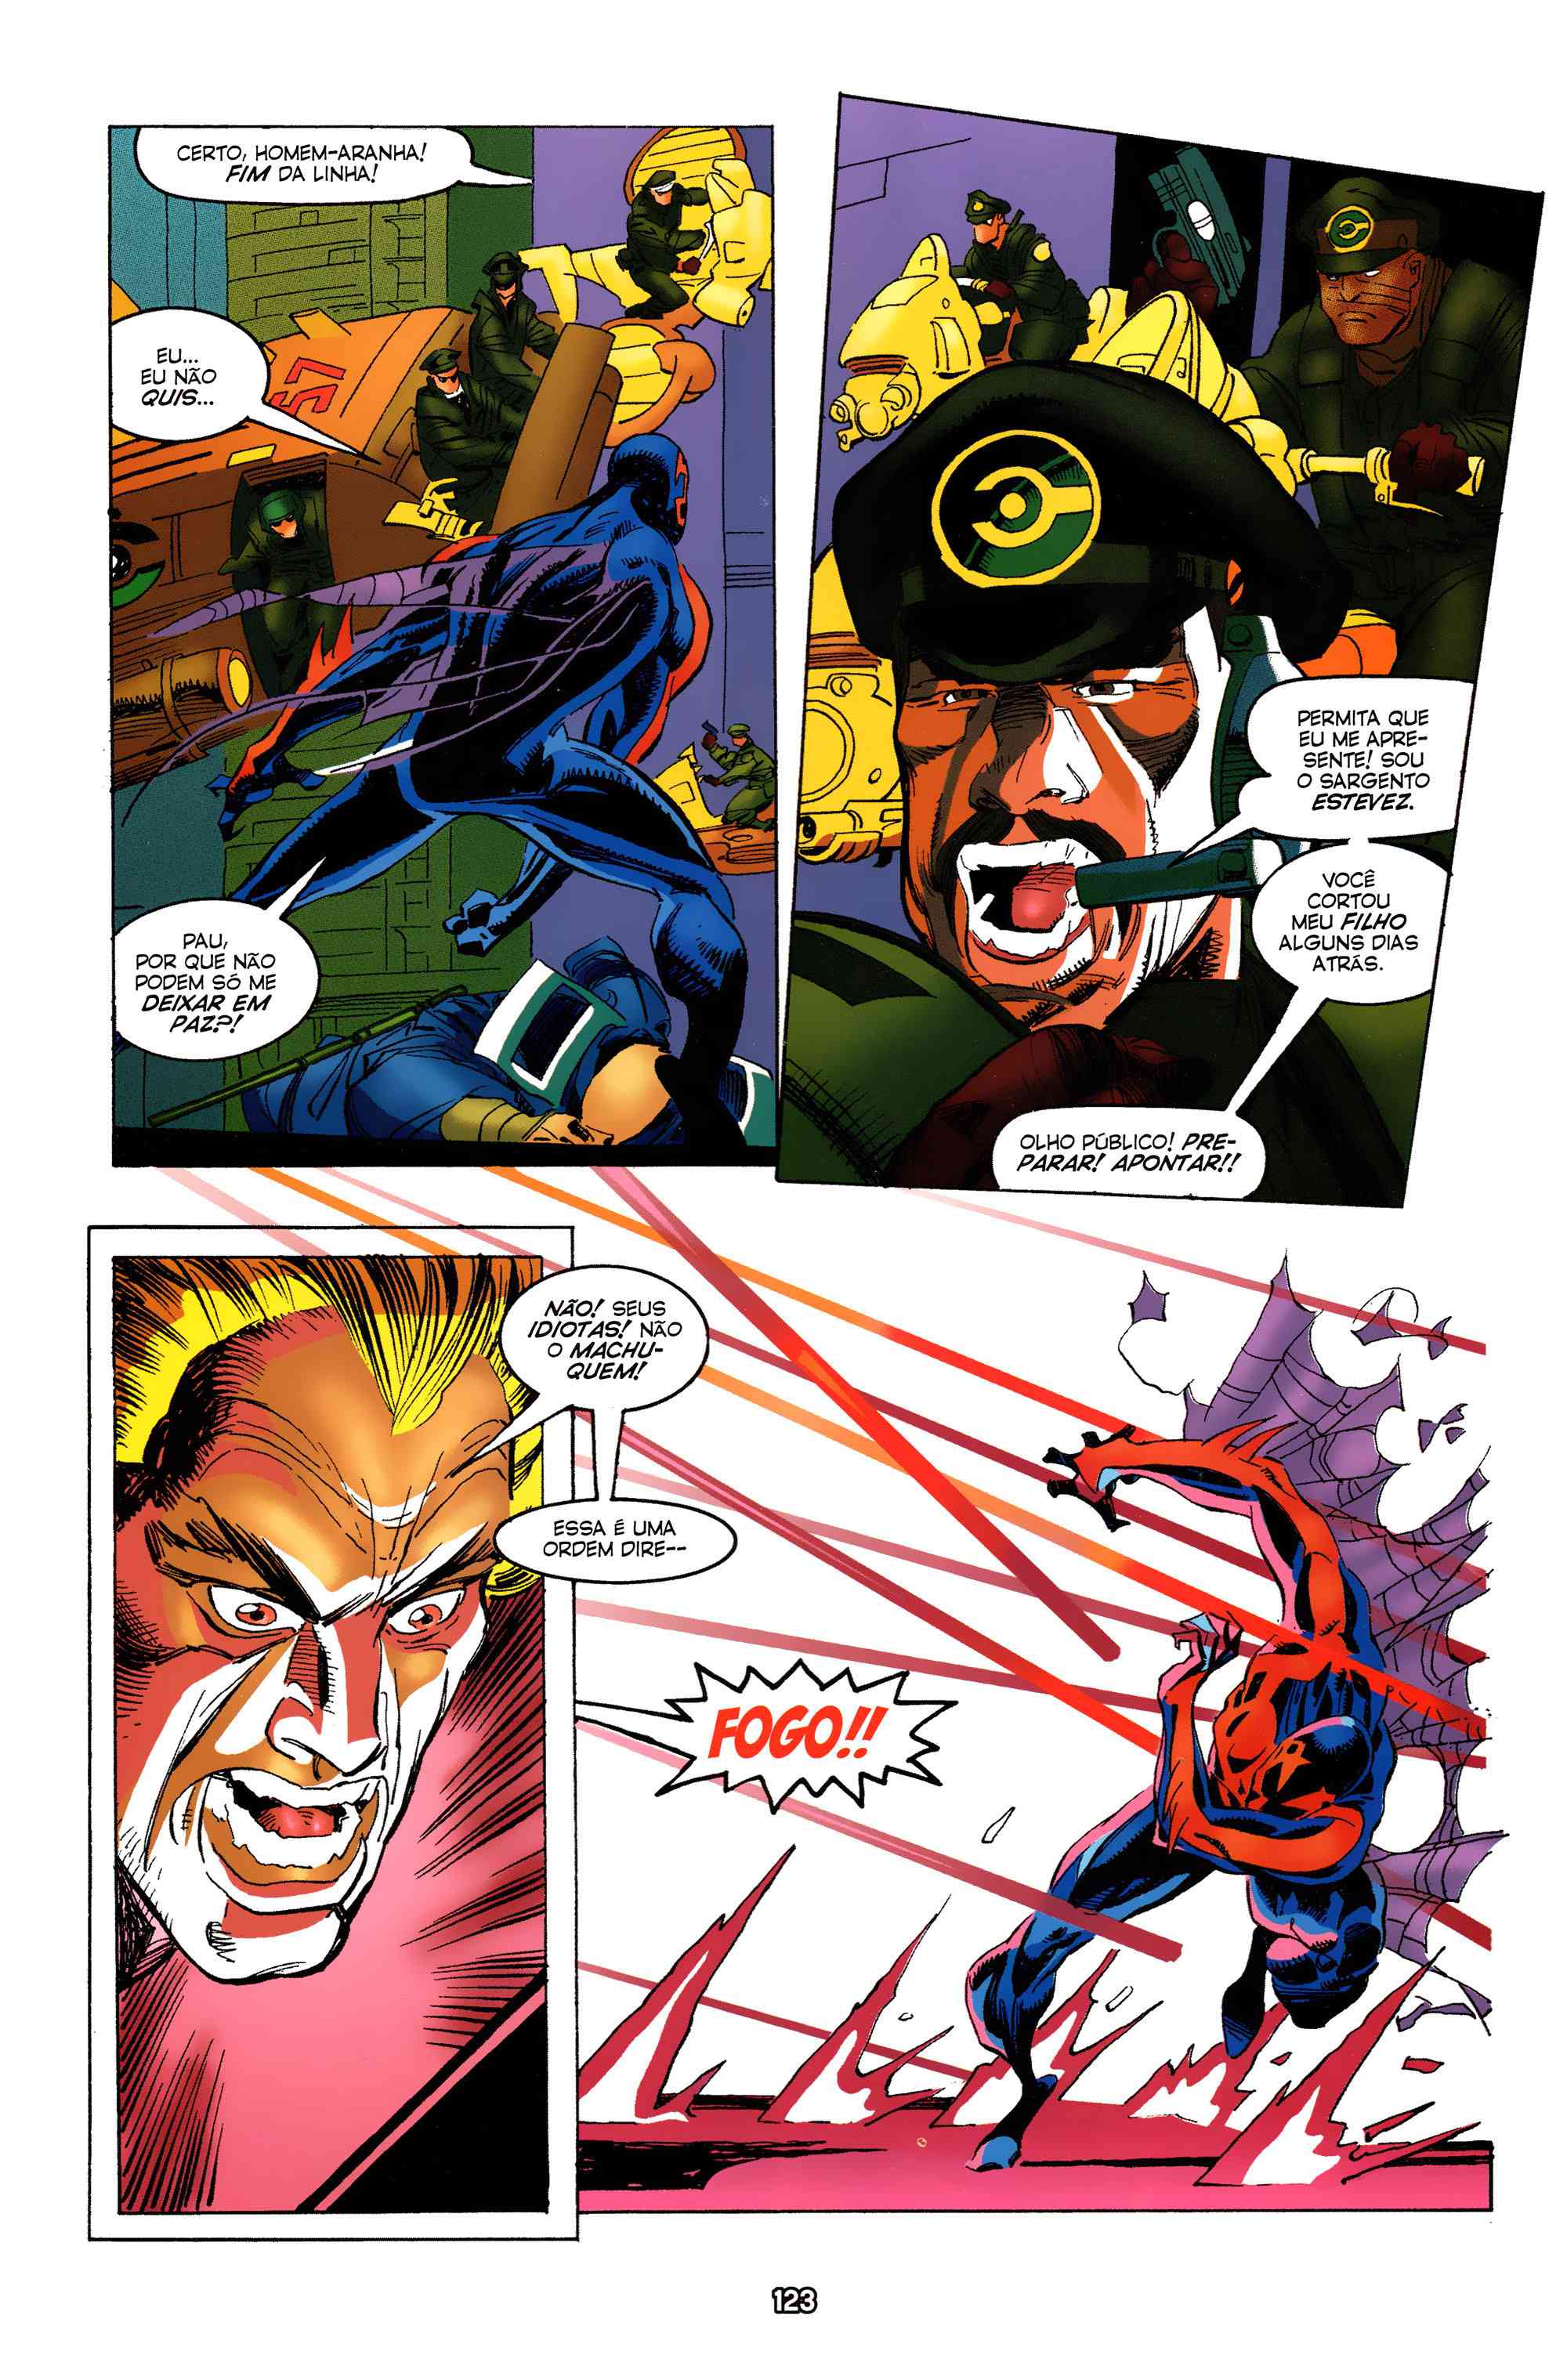 CERTO, HOMEM-ARANHA!
FIM DA LINHA!
EU...
EU NÃO
QUIS...
57
PAU,
POR QUE NÃO
PODEM SÓ ME
DEIXAR EM
PAZ?!
PERMITA QUE
EU ME APRE-
SENTE! SOU
O SARGENTO
ESTEVEZ.
VOCÊ
CORTOU
MEU FILHO
ALGUNS DIAS
ATRÁS.
OLHO PÚBLICO! PRE-
PARAR! APONTAR!!
NÃO! SEUS
IDIOTAS! NÃO
O MACHU-
QUEM!
ESSA É UMA
ORDEM DIRE--
FOGO!!
123